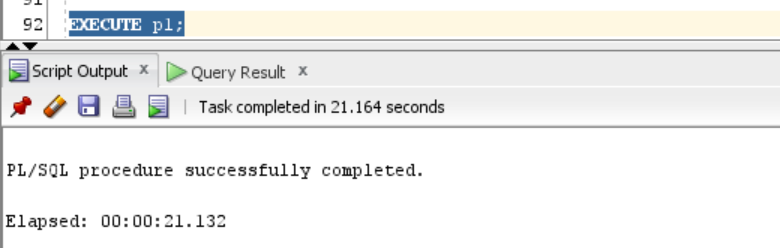 91
92 EXECUTE p1;
Script Output x Query Result x
Task completed in 21.164 seconds
PL/SQL procedure successfully completed.
Elapsed: 00:00:21.132